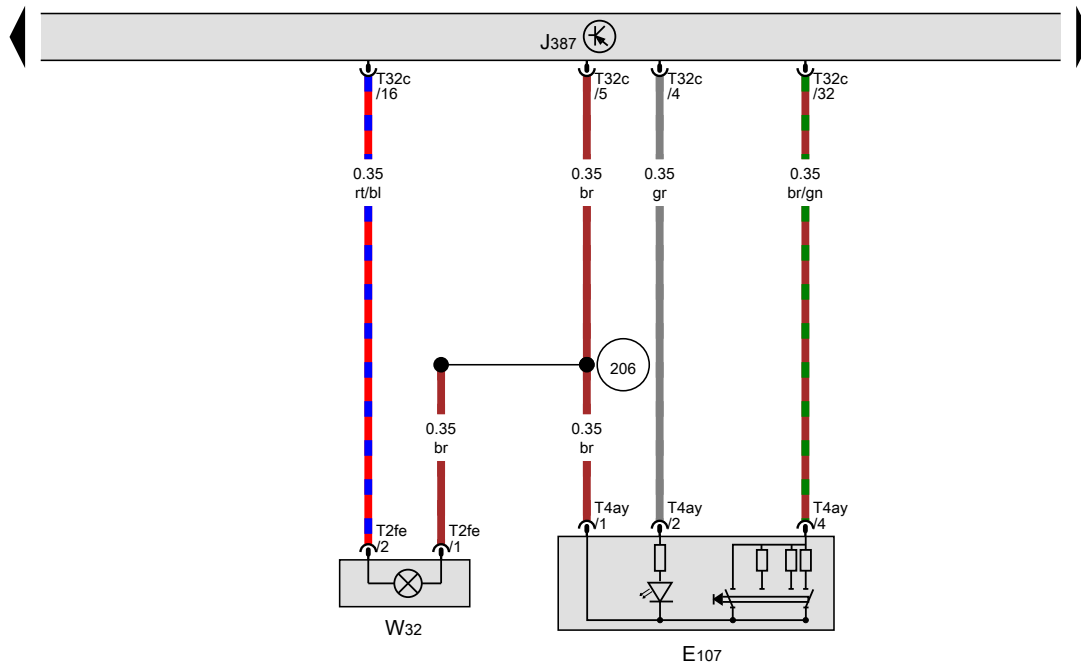 J387
T32c
/16
T32c
/5
T32c
/4
T32c
/32
0.35
rt/bl
0.35
br
0.35
gr
0.35
br/gn
206
0.35
br
0.35
br
T2fe
/2
T2fe
/1
T4ay
/1
T4ay
/2
T4ay
/4
W32
E107